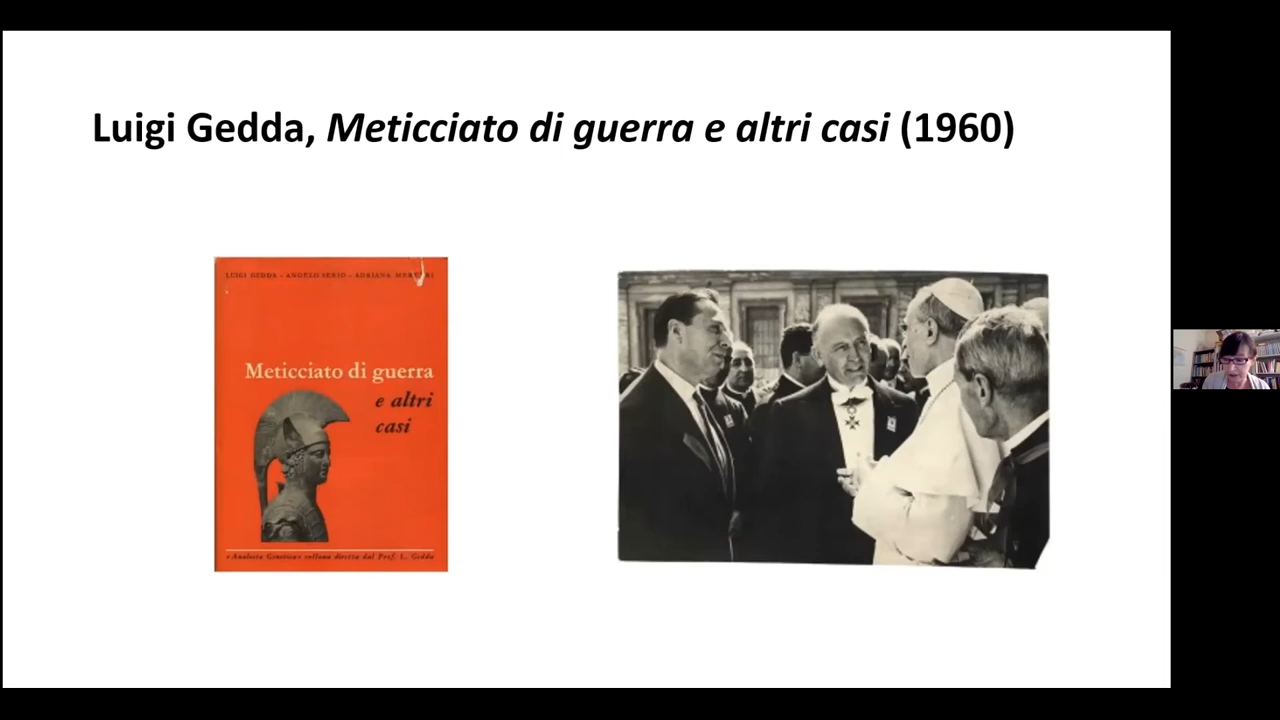 Luigi Gedda, Meticciato di guerra e altri casi (1960)
LUIGI GEDDA - ANGELO SERIO - ADRIANA
Meticciato di guerra
e altri
casi
«Analecta Genetica» collana diretta dal Prof. L. Gedda